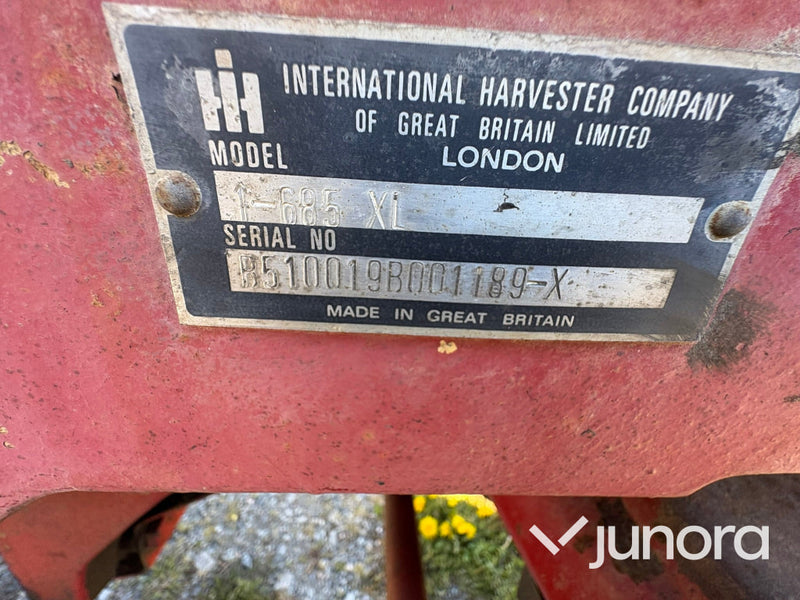 IH INTERNATIONAL HARVESTER COMPANY
OF GREAT BRITAIN LIMITED
MODEL LONDON
1-685 XL
SERIAL NO
B510019B001189-X
MADE IN GREAT BRITAIN
junora